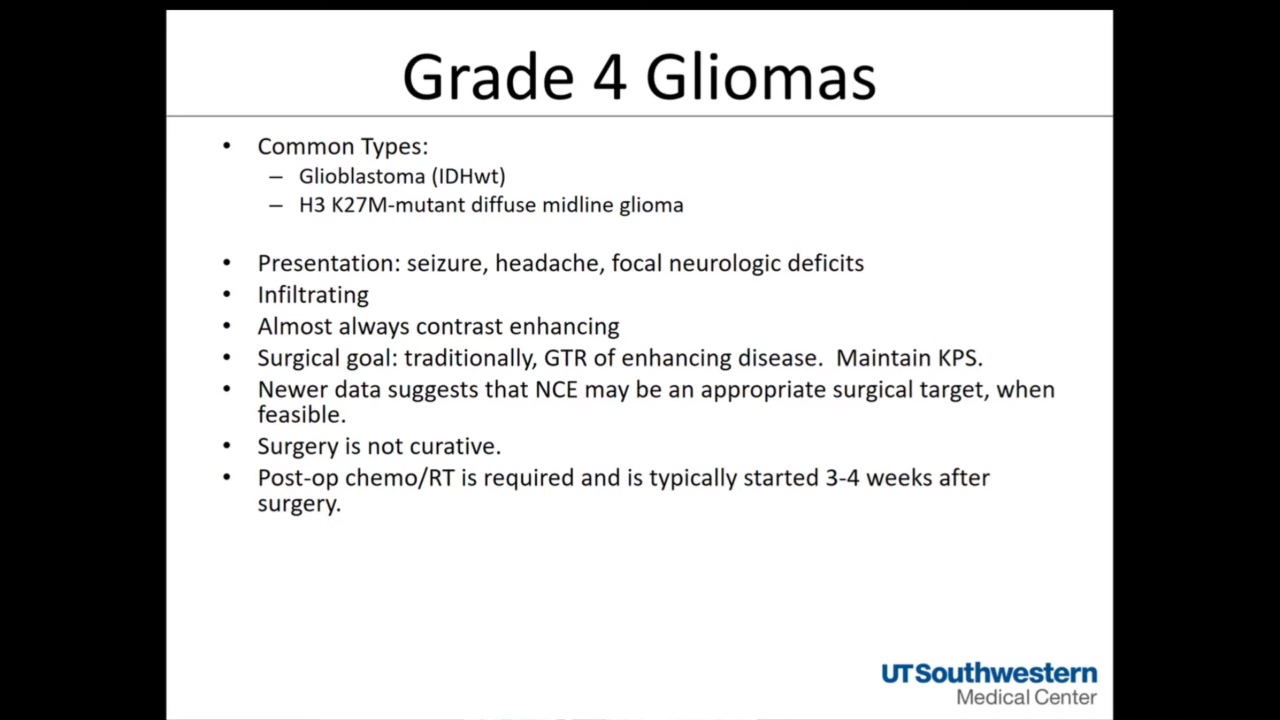 Grade 4 Gliomas
• Common Types:
– Glioblastoma (IDHwt)
– H3 K27M-mutant diffuse midline glioma
• Presentation: seizure, headache, focal neurologic deficits
• Infiltrating
• Almost always contrast enhancing
• Surgical goal: traditionally, GTR of enhancing disease.  Maintain KPS.
• Newer data suggests that NCE may be an appropriate surgical target, when
feasible.
• Surgery is not curative.
• Post-op chemo/RT is required and is typically started 3-4 weeks after
surgery.
UTSouthwestern
Medical Center